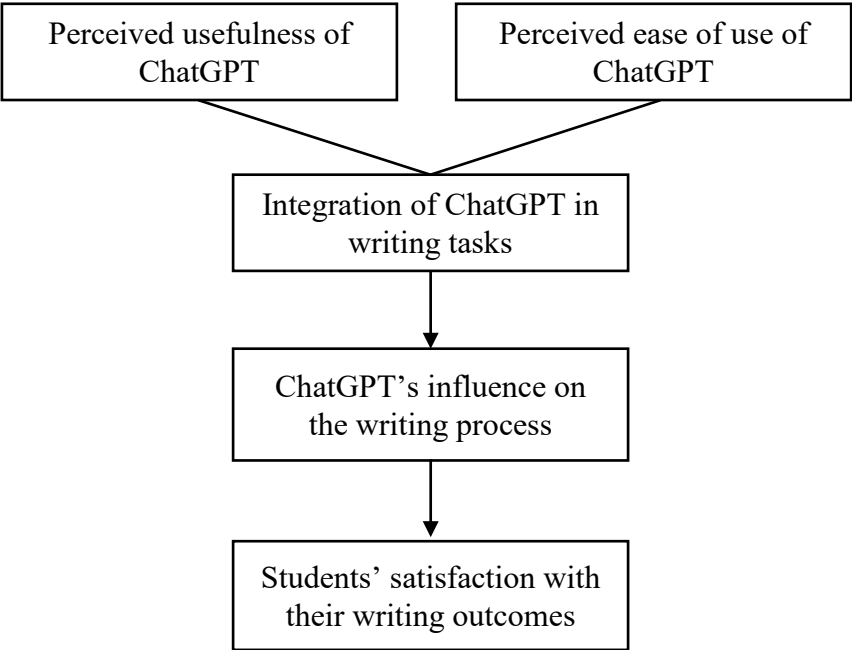 Perceived usefulness of
ChatGPT
Perceived ease of use of
ChatGPT
Integration of ChatGPT in
writing tasks
ChatGPT’s influence on
the writing process
Students’ satisfaction with
their writing outcomes